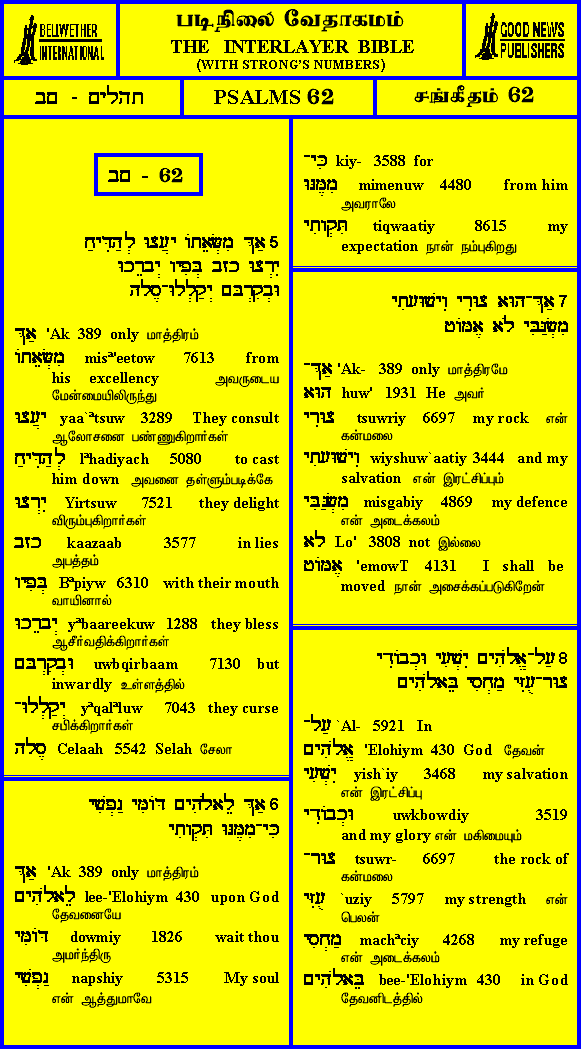 BELLWETHER
INTERNATIONAL
படிநிலை வேதாகமம்
THE INTERLAYER BIBLE
(WITH STRONG'S NUMBERS)
GOOD NEWS
PUBLISHERS
תהלים - סב
PSALMS 62
சங்கீதம் 62
סב - 62
5 אַךְ מִשְּׂאֵתוֹ יָעֲצוּ לְהַדִּיחַ
יִרְצוּ כָזָב בְּפִיו יְבָרֵכוּ
וּבְקִרְבָּם יְקַלְלוּ־סֶלָה
אַךְ 'Ak 389 only மாத்திரம்
מִשְּׂאֵתוֹ misª'eetow 7613 from
his excellency அவருடைய
மேன்மையிலிருந்து
יָעֲצוּ yaa`ªtsuw 3289 They consult
ஆலோசனை பண்ணுகிறார்கள்
לְהַדִּיחַ lªhadiyach 5080 to cast
him down அவனை தள்ளும்படிக்கே
יִרְצוּ Yirtsuw 7521 they delight
விரும்புகிறார்கள்
כָזָב kaazaab 3577 in lies
அபத்தம்
בְּפִיו Bªpiyw 6310 with their mouth
வாயினால்
יְבָרֵכוּ yªbaareekuw 1288 they bless
ஆசீர்வதிக்கிறார்கள்
וּבְקִרְבָּם uwbqirbaam 7130 but
inwardly உள்ளத்தில்
יְקַלְלוּ־ yªqalªluw 7043 they curse
சபிக்கிறார்கள்
סֶלָה Celaah 5542 Selah சேலா
6 אַךְ לֵאלֹהִים דּוֹמִּי נַפְשִׁי
כִּי־מִמֶּנּוּ תִּקְוָתִי
אַךְ 'Ak 389 only மாத்திரம்
לֵאלֹהִים lee-'Elohiym 430 upon God
தேவனையே
דּוֹמִּי dowmiy 1826 wait thou
அமர்ந்திரு
נַפְשִׁי napshiy 5315 My soul
என் ஆத்துமாவே
כִּי־ kiy- 3588 for
מִמֶּנּוּ mimenuw 4480 from him
அவராலே
תִּקְוָתִי tiqwaatiy 8615 my
expectation நான் நம்புகிறது
7 אַךְ־הוּא צוּרִי וִישׁוּעָתִי
מִשְׂגַּבִּי לֹא אֶמּוֹט
אַךְ־ 'Ak- 389 only மாத்திரமே
הוּא huw' 1931 He அவர்
צוּרִי tsuwriy 6697 my rock என்
கன்மலை
וִישׁוּעָתִי wiyshuw`aatiy 3444 and my
salvation என் இரட்சிப்பும்
מִשְׂגַּבִּי misgabiy 4869 my defence
என் அடைக்கலம்
לֹא Lo' 3808 not இல்லை
אֶמּוֹט 'emowT 4131 I shall be
moved நான் அசைக்கப்படுகிறேன்
8 עַל־אֱלֹהִים יִשְׁעִי וּכְבוֹדִי
צוּר־עֻזִּי מַחְסִי בֵּאלֹהִים
עַל־ `Al- 5921 In
אֱלֹהִים 'Elohiym 430 God தேவன்
יִשְׁעִי yish`iy 3468 my salvation
என் இரட்சிப்பு
וּכְבוֹדִי uwkbowdiy 3519
and my glory என் மகிமையும்
צוּר־ tsuwr- 6697 the rock of
கன்மலை
עֻזִּי `uziy 5797 my strength என்
பெலன்
מַחְסִי machªciy 4268 my refuge
என் அடைக்கலம்
בֵּאלֹהִים bee-'Elohiym 430 in God
தேவனிடத்தில்